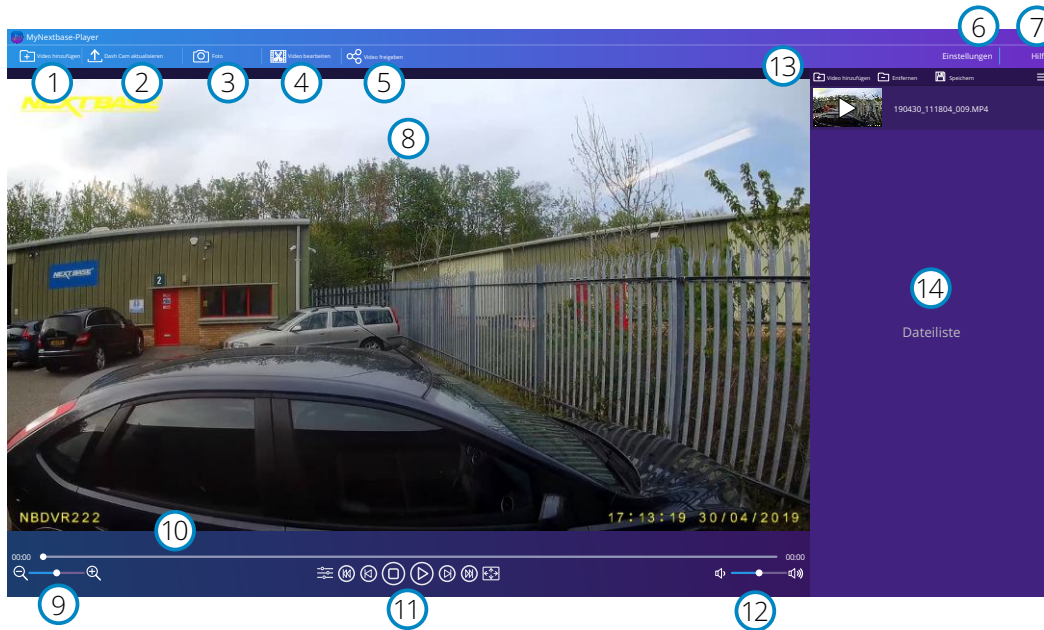 6
7
MyNextbase-Player
Video hinzufügen
Dash Cam aktualisieren
Foto
Video bearbeiten
Video freigeben
Einstellungen
Hilf
1
2
3
4
5
13
Video hinzufügen
Entfernen
Speichern
NEXTBASE
190430_111804_009.MP4
8
NEXTBASE
2
14
Dateiliste
NBDVR222
17:13:19 30/04/2019
10
00:00
00:00
9
11
12